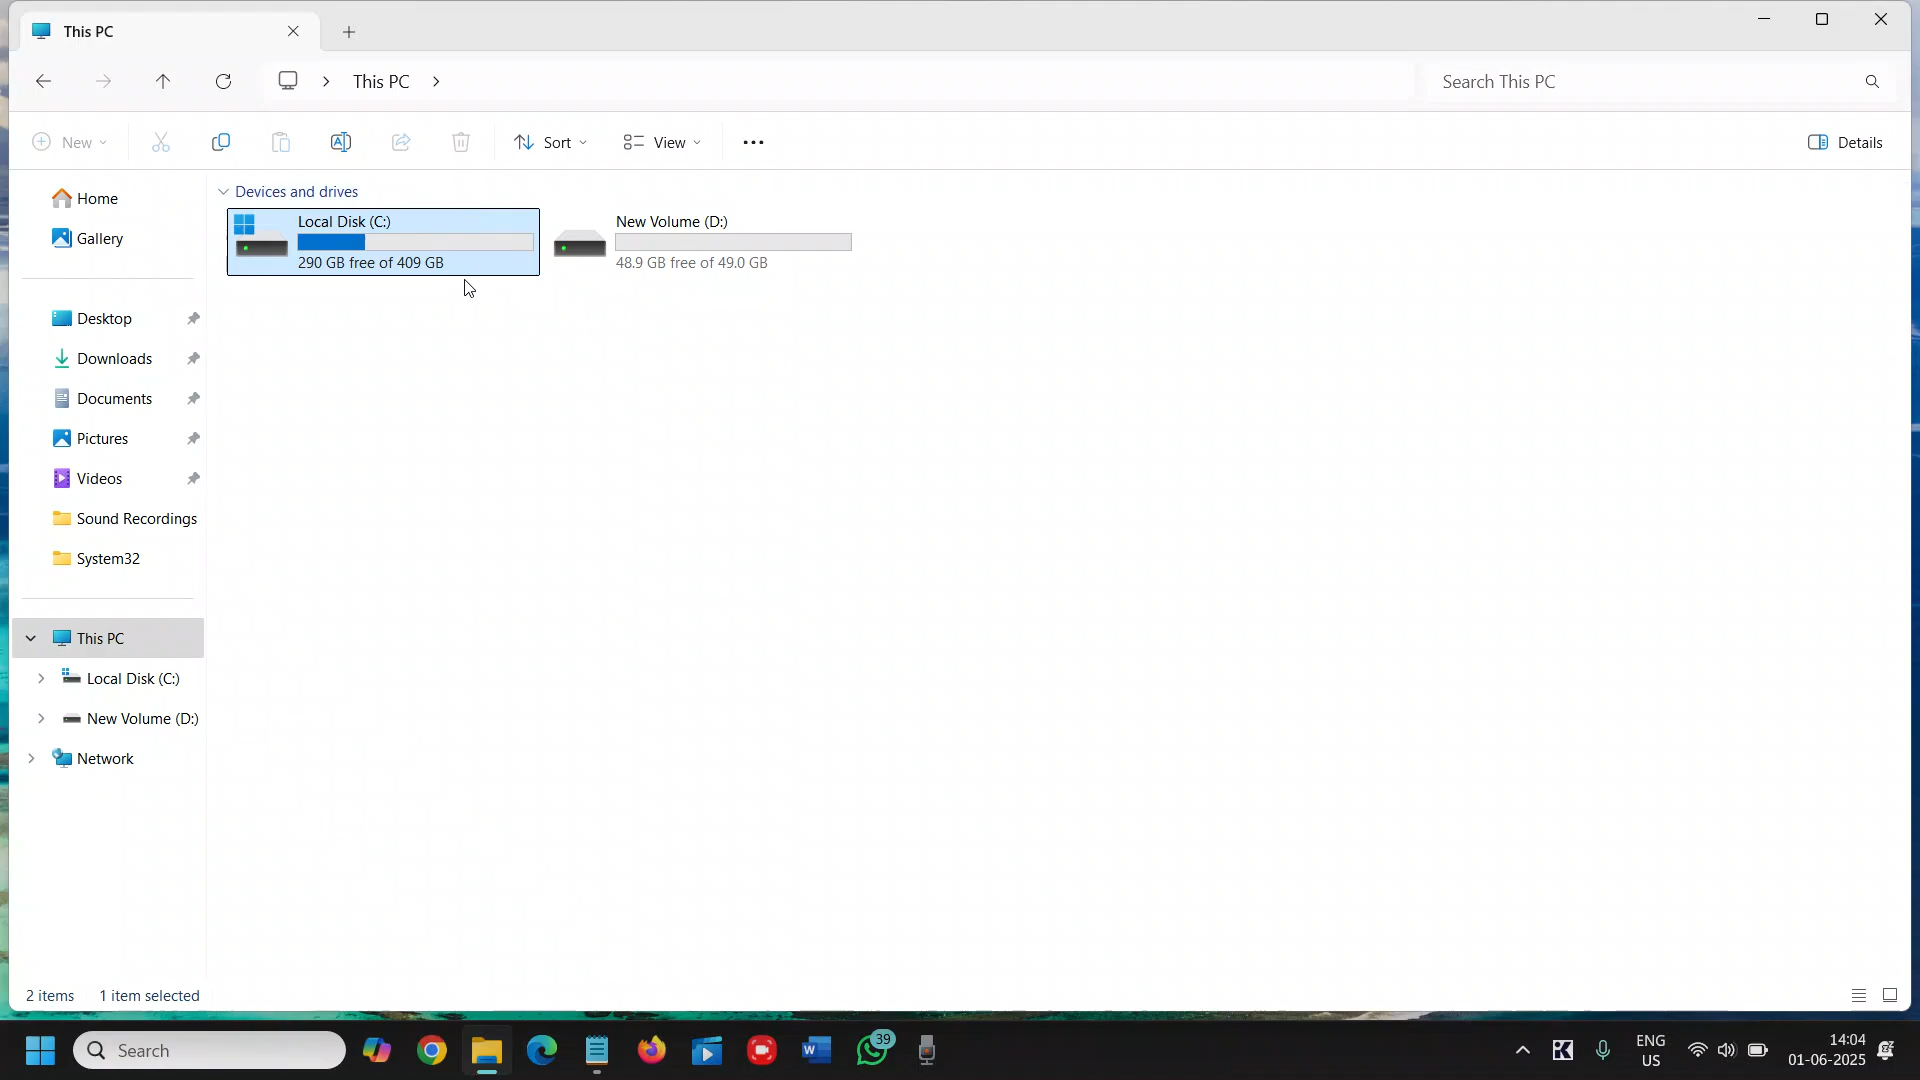 This PC
This PC
Search This PC
New
Sort
View
Details
Home
Gallery
Desktop
Downloads
Documents
Pictures
Videos
Sound Recordings
System32
This PC
Local Disk (C:)
New Volume (D:)
Network
Devices and drives
Local Disk (C:)
290 GB free of 409 GB
New Volume (D:)
48.9 GB free of 49.0 GB
2 items 1 item selected
Search
39
ENG
US
14:04
01-06-2025